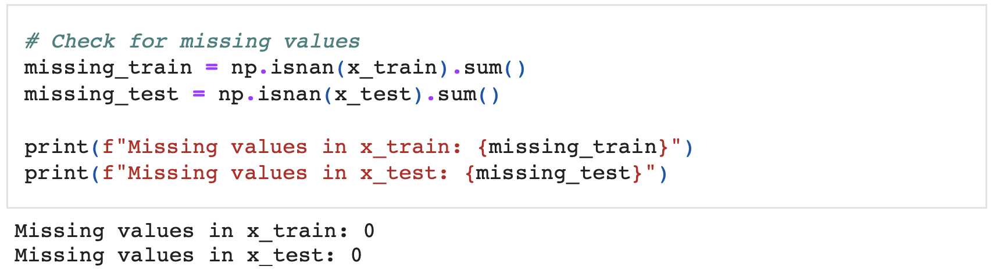 # Check for missing values
missing_train = np.isnan(x_train).sum()
missing_test = np.isnan(x_test).sum()
print(f"Missing values in x_train: {missing_train}")
print(f"Missing values in x_test: {missing_test}")
Missing values in x_train: 0
Missing values in x_test: 0